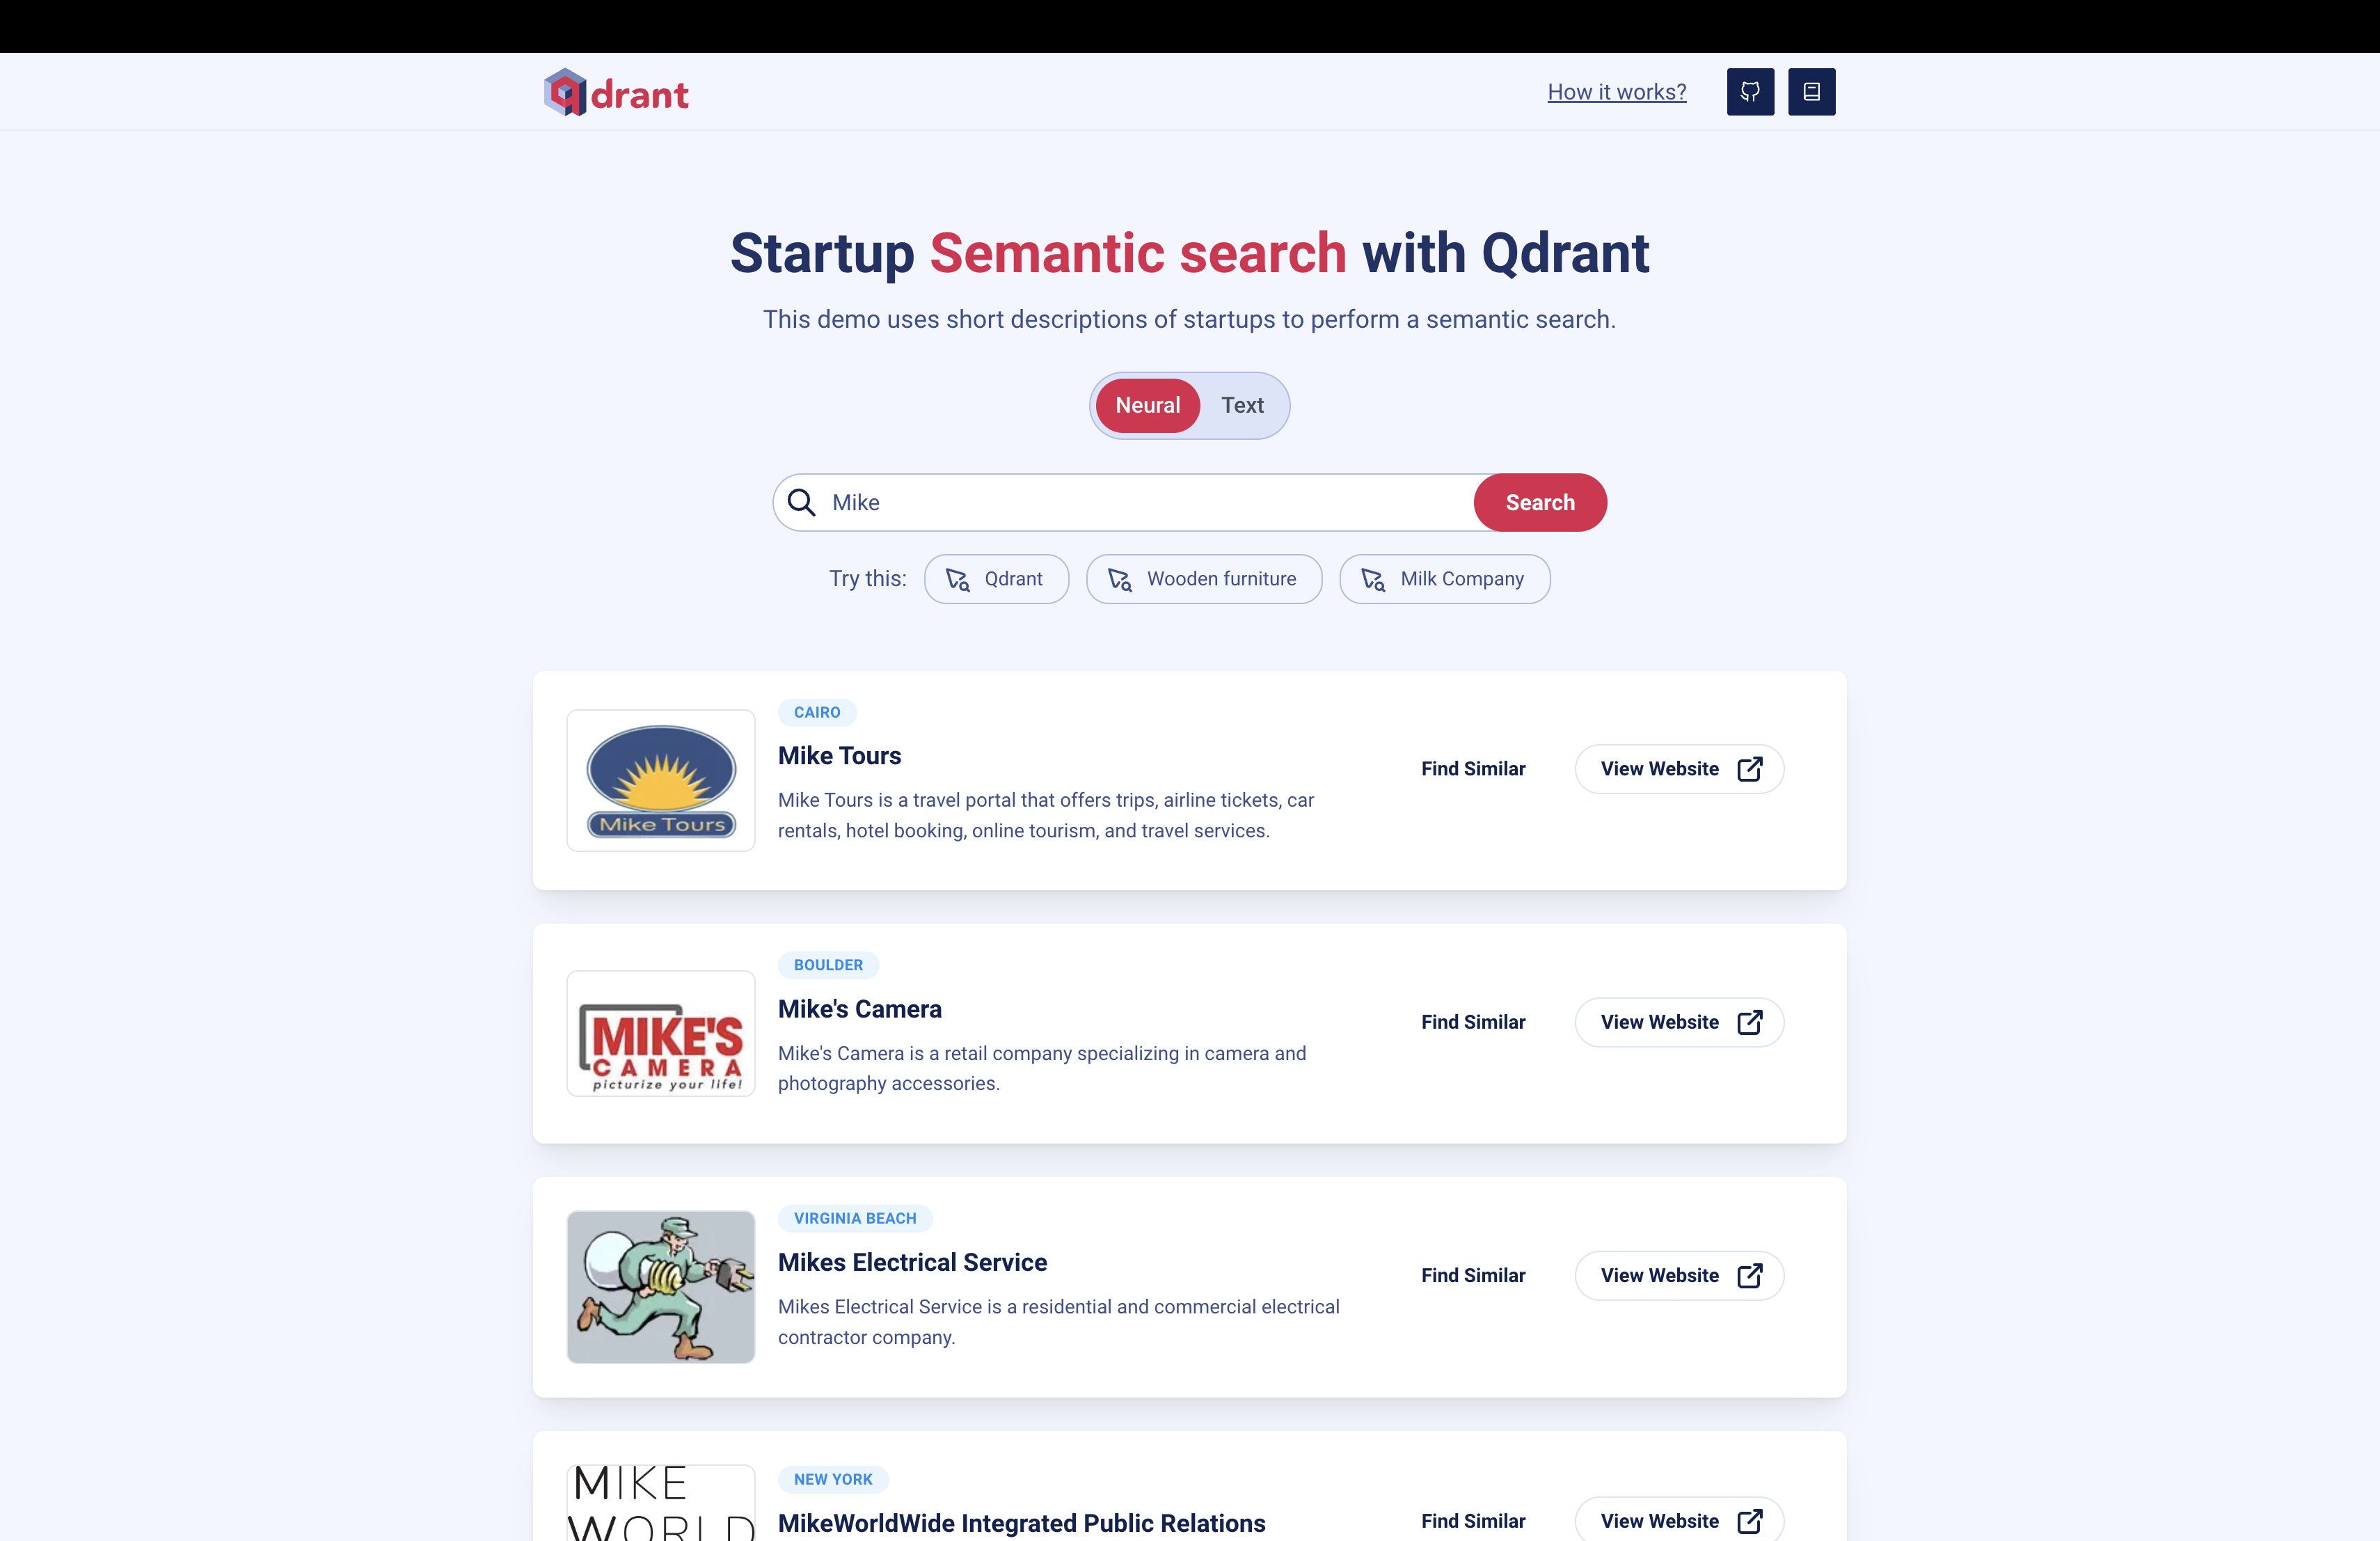 qdrant
How it works?
Startup Semantic search with Qdrant
This demo uses short descriptions of startups to perform a semantic search.
Neural Text
Mike Search
Try this: Qdrant Wooden furniture Milk Company
CAIRO
Mike Tours
Mike Tours is a travel portal that offers trips, airline tickets, car
rentals, hotel booking, online tourism, and travel services.
Find Similar View Website
Mike Tours
BOULDER
Mike's Camera
Mike's Camera is a retail company specializing in camera and
photography accessories.
Find Similar View Website
MIKE'S
CAMERA
picturize your life!
VIRGINIA BEACH
Mikes Electrical Service
Mikes Electrical Service is a residential and commercial electrical
contractor company.
Find Similar View Website
MIKE
WORLD
NEW YORK
MikeWorldWide Integrated Public Relations
Find Similar View Website